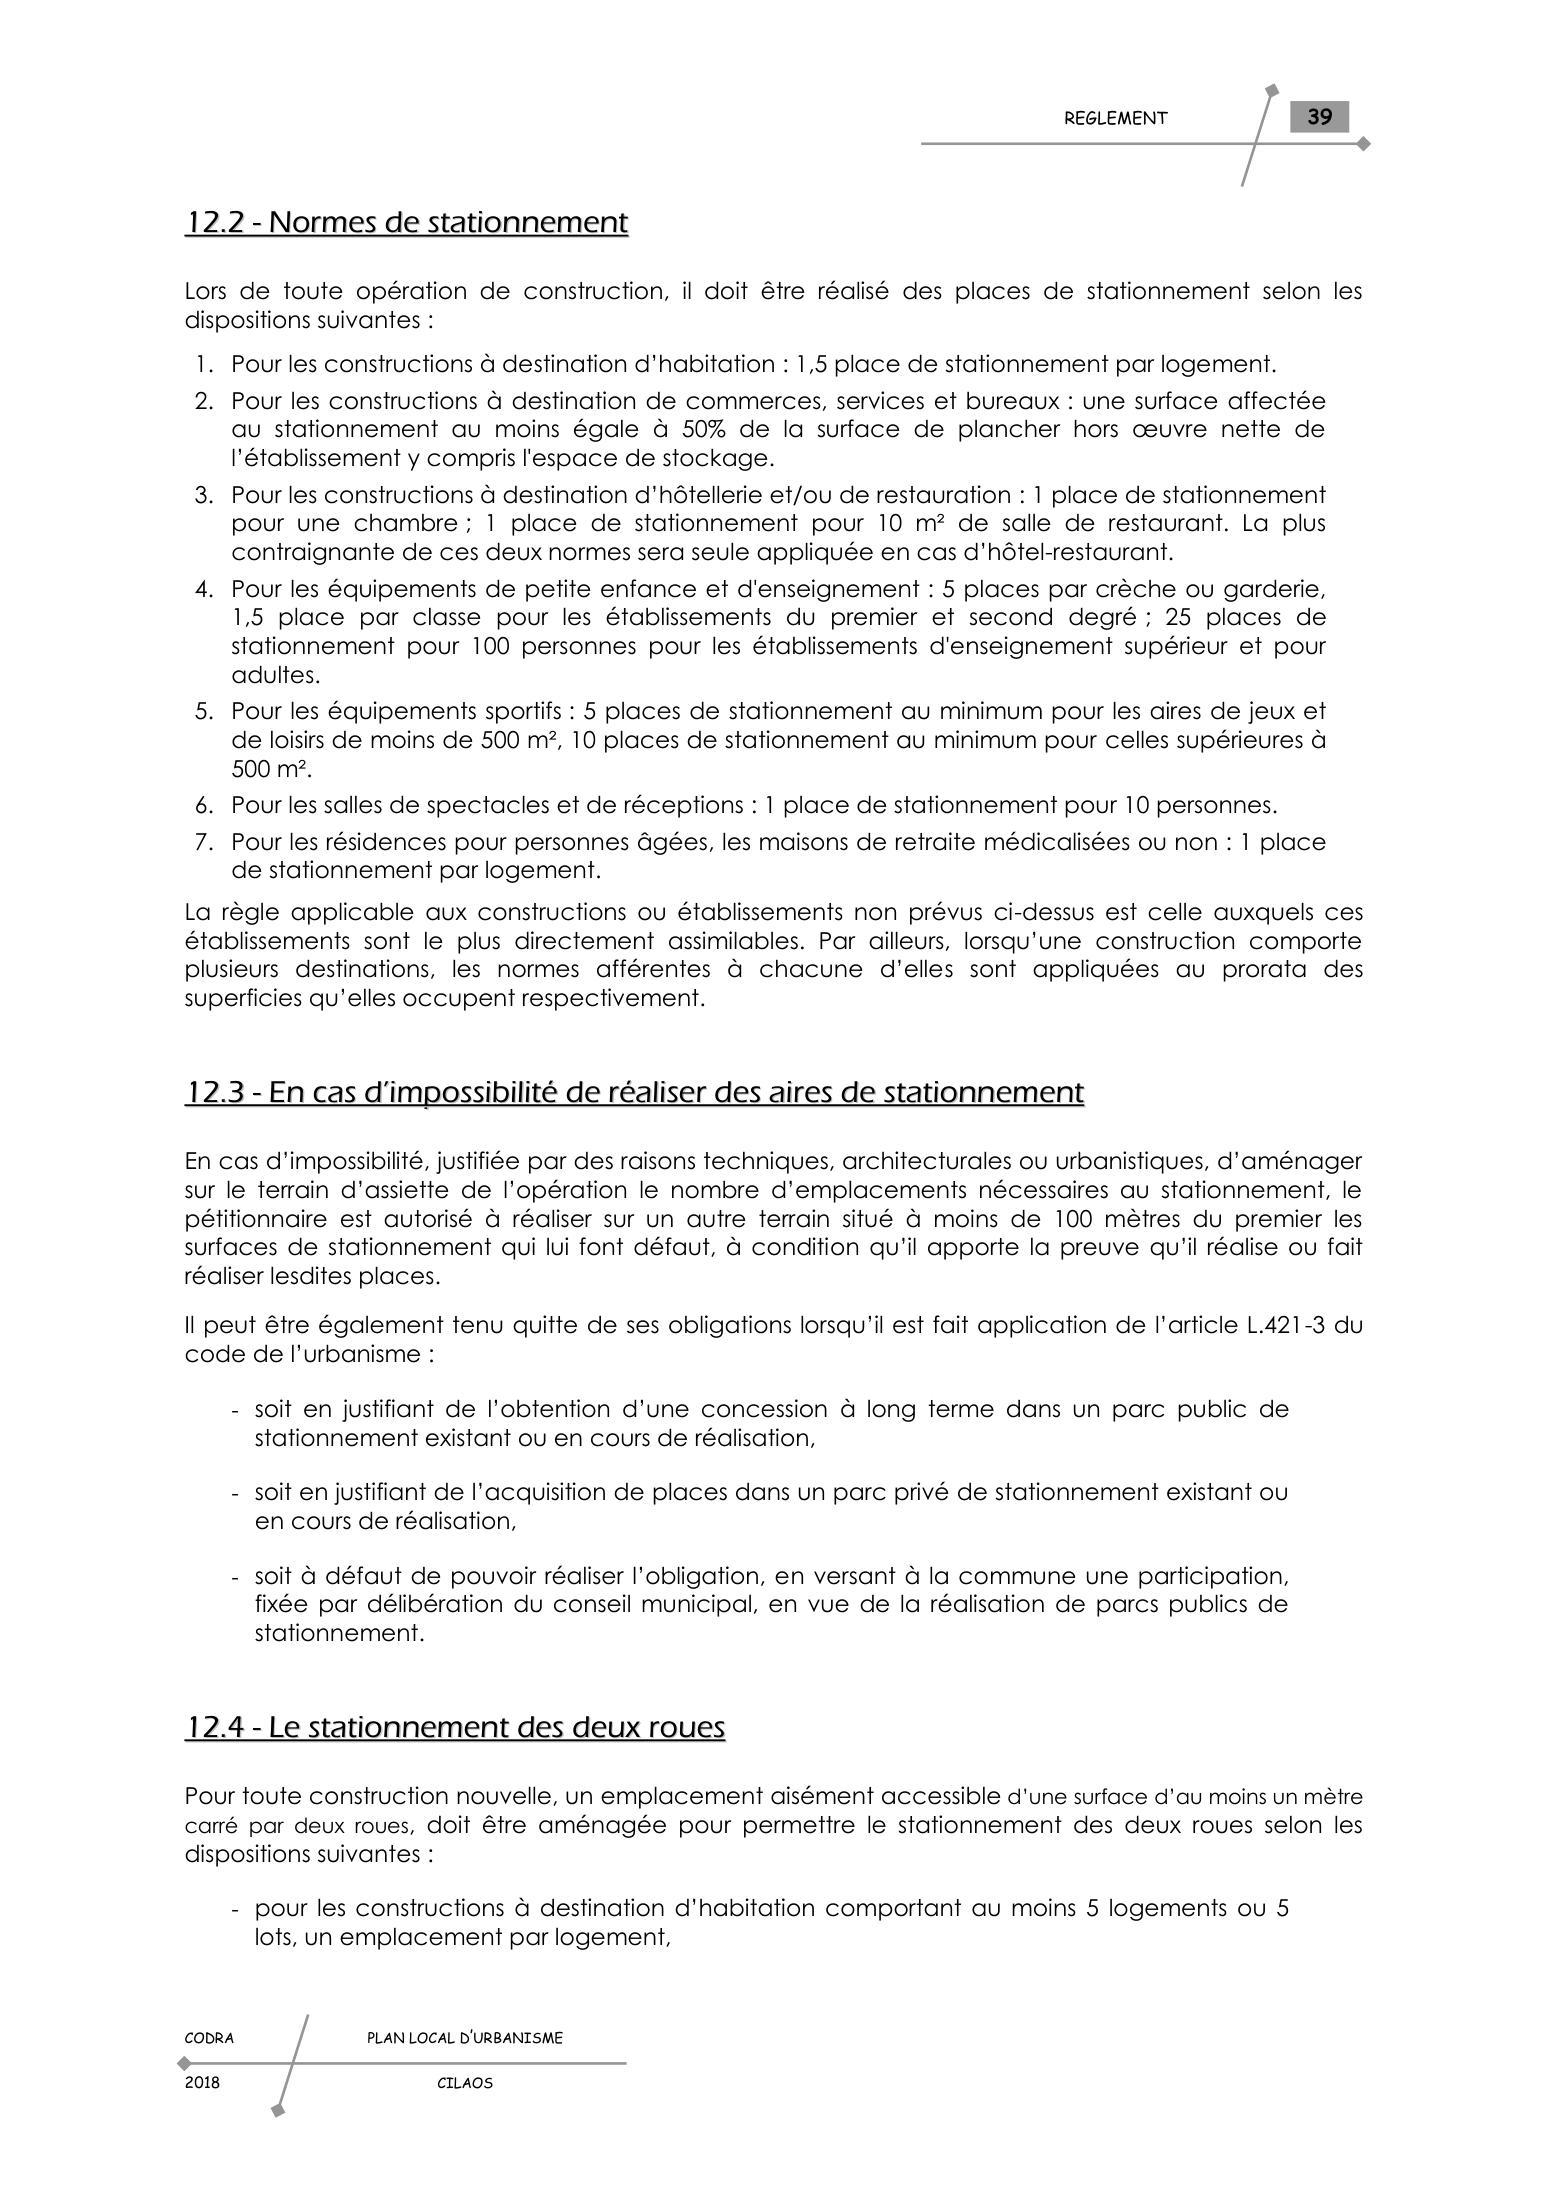 REGLEMENT
39
12.2 - Normes de stationnement
Lors de toute opération de construction, il doit être réalisé des places de stationnement selon les
dispositions suivantes :
1. Pour les constructions à destination d’habitation : 1,5 place de stationnement par logement.
2. Pour les constructions à destination de commerces, services et bureaux : une surface affectée
au stationnement au moins égale à 50% de la surface de plancher hors œuvre nette de
l’établissement y compris l'espace de stockage.
3. Pour les constructions à destination d’hôtellerie et/ou de restauration : 1 place de stationnement
pour une chambre ; 1 place de stationnement pour 10 m² de salle de restaurant. La plus
contraignante de ces deux normes sera seule appliquée en cas d’hôtel-restaurant.
4. Pour les équipements de petite enfance et d'enseignement : 5 places par crèche ou garderie,
1,5 place par classe pour les établissements du premier et second degré ; 25 places de
stationnement pour 100 personnes pour les établissements d'enseignement supérieur et pour
adultes.
5. Pour les équipements sportifs : 5 places de stationnement au minimum pour les aires de jeux et
de loisirs de moins de 500 m², 10 places de stationnement au minimum pour celles supérieures à
500 m².
6. Pour les salles de spectacles et de réceptions : 1 place de stationnement pour 10 personnes.
7. Pour les résidences pour personnes âgées, les maisons de retraite médicalisées ou non : 1 place
de stationnement par logement.
La règle applicable aux constructions ou établissements non prévus ci-dessus est celle auxquels ces
établissements sont le plus directement assimilables. Par ailleurs, lorsqu’une construction comporte
plusieurs destinations, les normes afférentes à chacune d’elles sont appliquées au prorata des
superficies qu’elles occupent respectivement.
12.3 - En cas d’impossibilité de réaliser des aires de stationnement
En cas d’impossibilité, justifiée par des raisons techniques, architecturales ou urbanistiques, d’aménager
sur le terrain d’assiette de l’opération le nombre d’emplacements nécessaires au stationnement, le
pétitionnaire est autorisé à réaliser sur un autre terrain situé à moins de 100 mètres du premier les
surfaces de stationnement qui lui font défaut, à condition qu’il apporte la preuve qu’il réalise ou fait
réaliser lesdites places.
Il peut être également tenu quitte de ses obligations lorsqu’il est fait application de l’article L.421-3 du
code de l’urbanisme :
- soit en justifiant de l’obtention d’une concession à long terme dans un parc public de
stationnement existant ou en cours de réalisation,
- soit en justifiant de l’acquisition de places dans un parc privé de stationnement existant ou
en cours de réalisation,
- soit à défaut de pouvoir réaliser l’obligation, en versant à la commune une participation,
fixée par délibération du conseil municipal, en vue de la réalisation de parcs publics de
stationnement.
12.4 - Le stationnement des deux roues
Pour toute construction nouvelle, un emplacement aisément accessible d’une surface d’au moins un mètre
carré par deux roues, doit être aménagée pour permettre le stationnement des deux roues selon les
dispositions suivantes :
- pour les constructions à destination d’habitation comportant au moins 5 logements ou 5
lots, un emplacement par logement,
CODRA
PLAN LOCAL D’URBANISME
2018
CILAOS